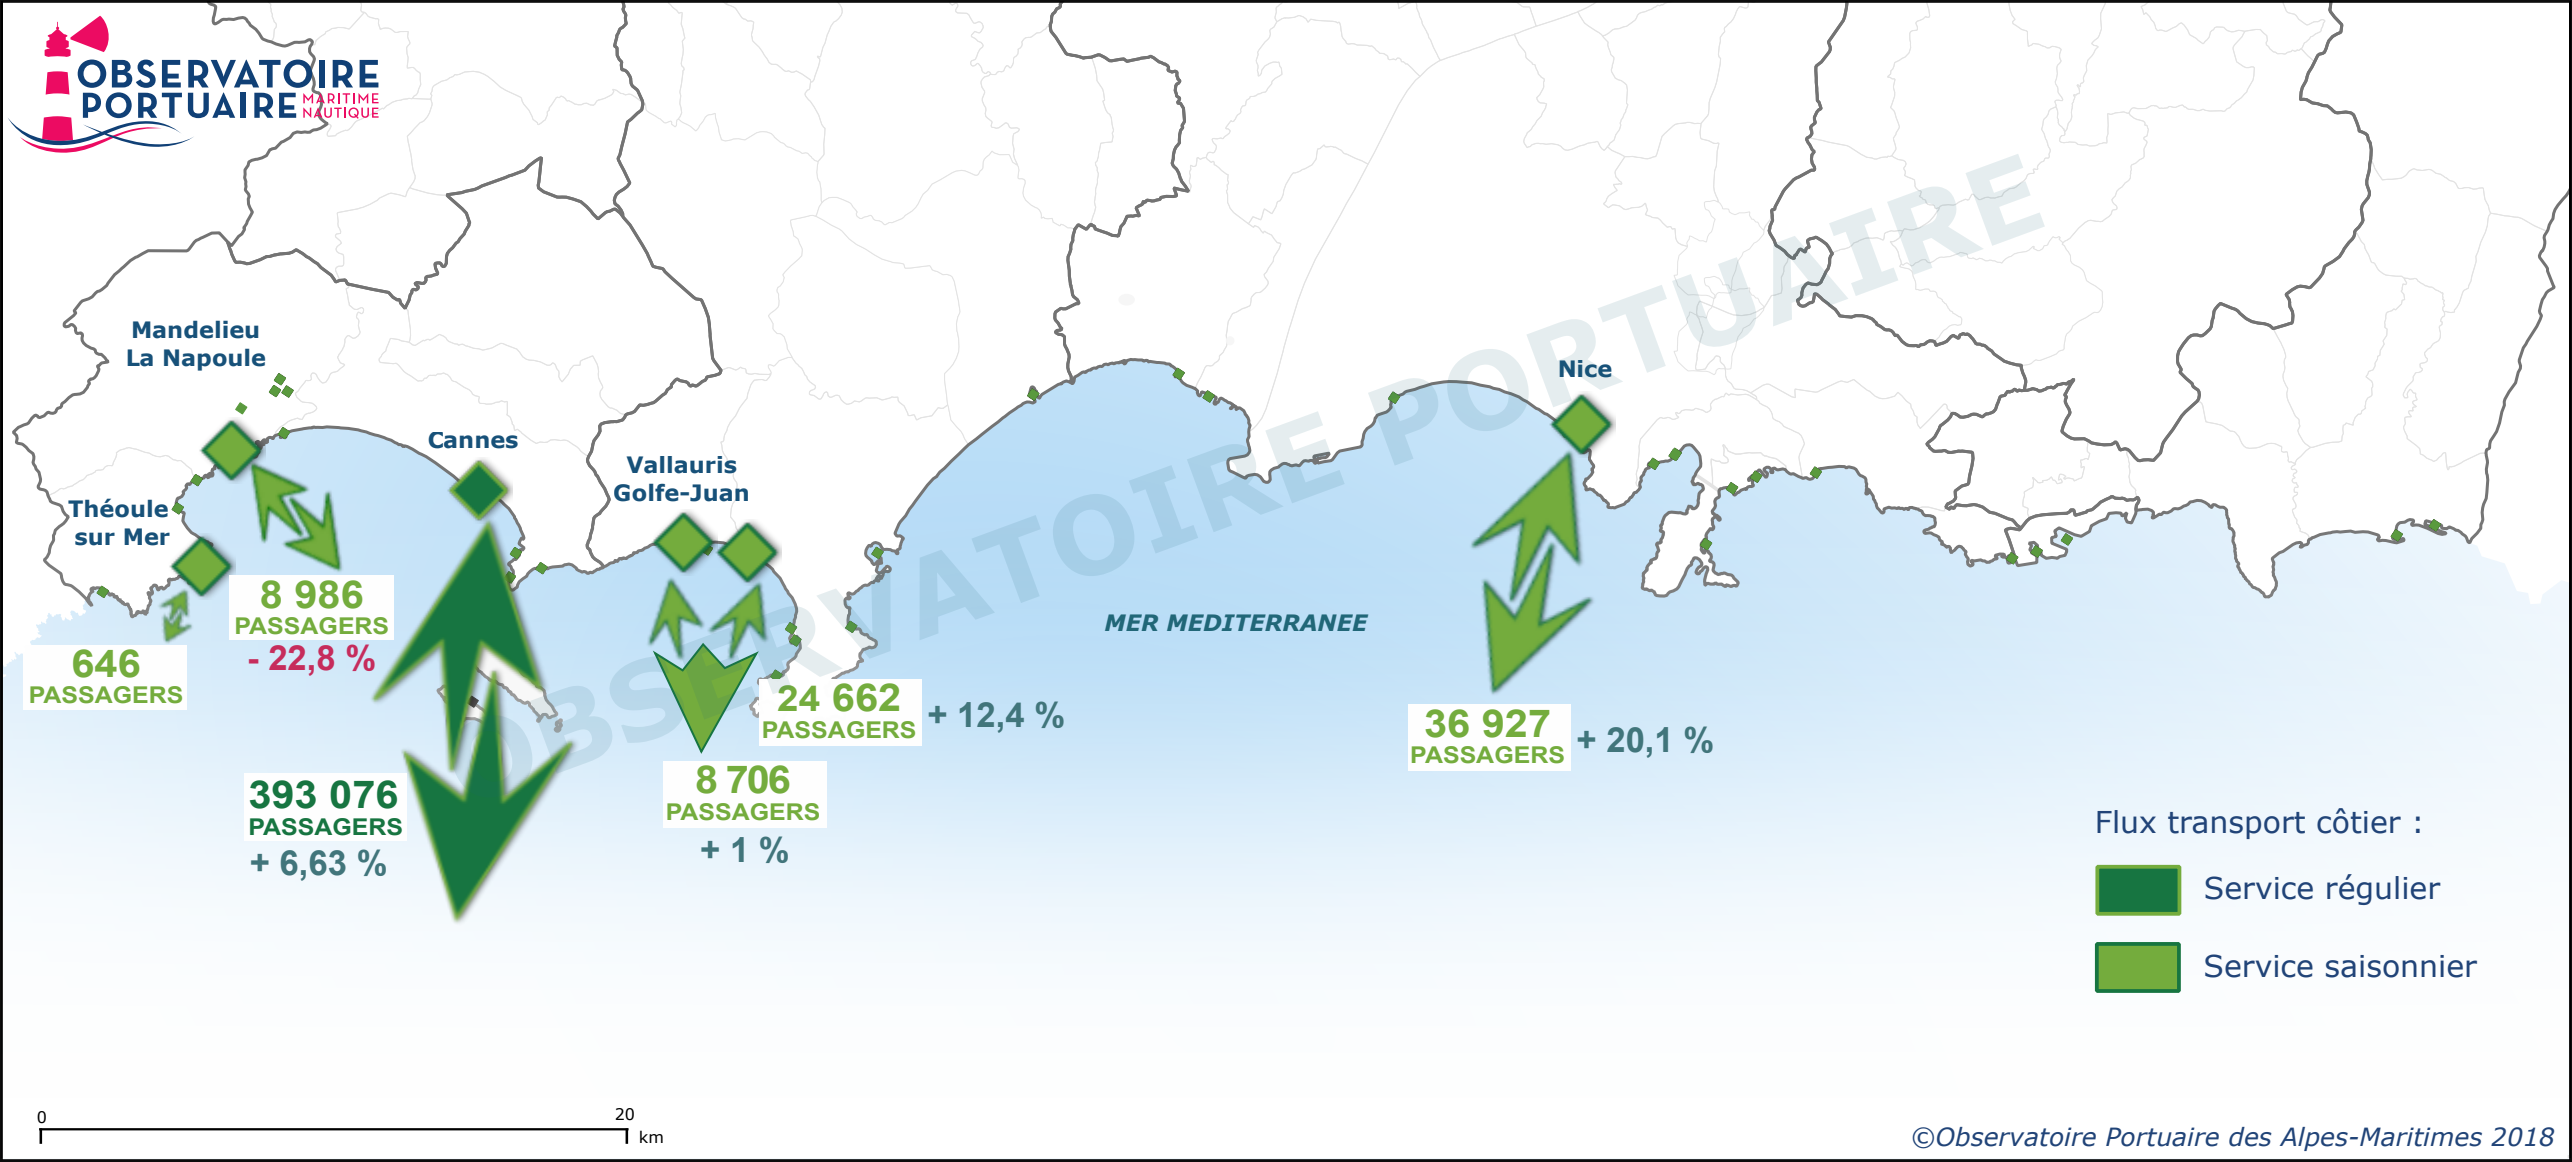 OBSERVATOIRE
PORTUAIRE MARITIME
NAUTIQUE
OBSERVATOIRE PORTUAIRE
Mandelieu
La Napoule
Nice
Cannes
Vallauris
Golfe-Juan
Théoule
sur Mer
8 986
PASSAGERS
- 22,8 %
646
PASSAGERS
MER MEDITERRANEE
24 662
PASSAGERS
+ 12,4 %
36 927
PASSAGERS
+ 20,1 %
393 076
PASSAGERS
+ 6,63 %
8 706
PASSAGERS
+ 1 %
Flux transport côtier :
Service régulier
Service saisonnier
0 20
km
©Observatoire Portuaire des Alpes-Maritimes 2018